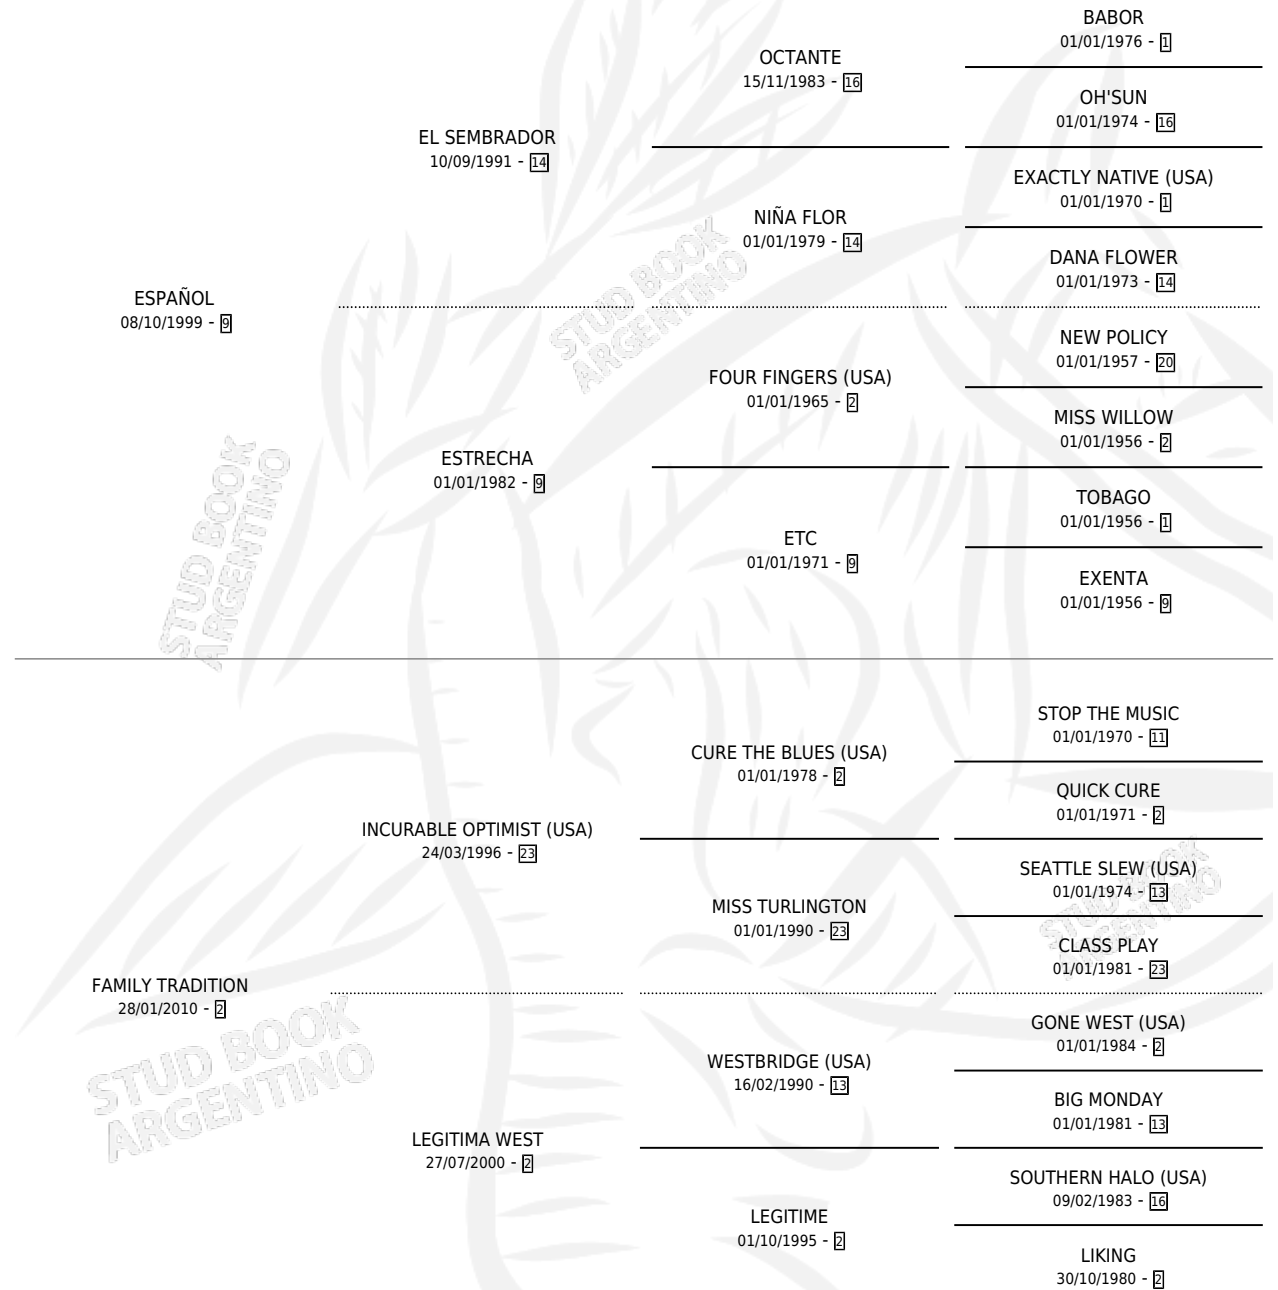 BABOR
01/01/1976 - 1
OCTANTE
15/11/1983 - 16
OH'SUN
01/01/1974 - 16
EL SEMBRADOR
10/09/1991 - 14
EXACTLY NATIVE (USA)
01/01/1970 - 1
NIÑA FLOR
01/01/1979 - 14
DANA FLOWER
01/01/1973 - 14
ESPAÑOL
08/10/1999 - 9
NEW POLICY
01/01/1957 - 20
FOUR FINGERS (USA)
01/01/1965 - 2
MISS WILLOW
01/01/1956 - 2
ESTRECHA
01/01/1982 - 9
TOBAGO
01/01/1956 - 1
ETC
01/01/1971 - 9
EXENTA
01/01/1956 - 9
STUD BOOK
ARGENTINO
STUD BOOK
ARGENTINO
STOP THE MUSIC
01/01/1970 - 11
CURE THE BLUES (USA)
01/01/1978 - 2
QUICK CURE
01/01/1971 - 2
INCURABLE OPTIMIST (USA)
24/03/1996 - 23
SEATTLE SLEW (USA)
01/01/1974 - 13
MISS TURLINGTON
01/01/1990 - 23
CLASS PLAY
01/01/1981 - 23
STUD BOOK
ARGENTINO
FAMILY TRADITION
28/01/2010 - 2
GONE WEST (USA)
01/01/1984 - 2
WESTBRIDGE (USA)
16/02/1990 - 13
BIG MONDAY
01/01/1981 - 13
STUD BOOK
ARGENTINO
LEGITIMA WEST
27/07/2000 - 2
SOUTHERN HALO (USA)
09/02/1983 - 16
LEGITIME
01/10/1995 - 2
LIKING
30/10/1980 - 2